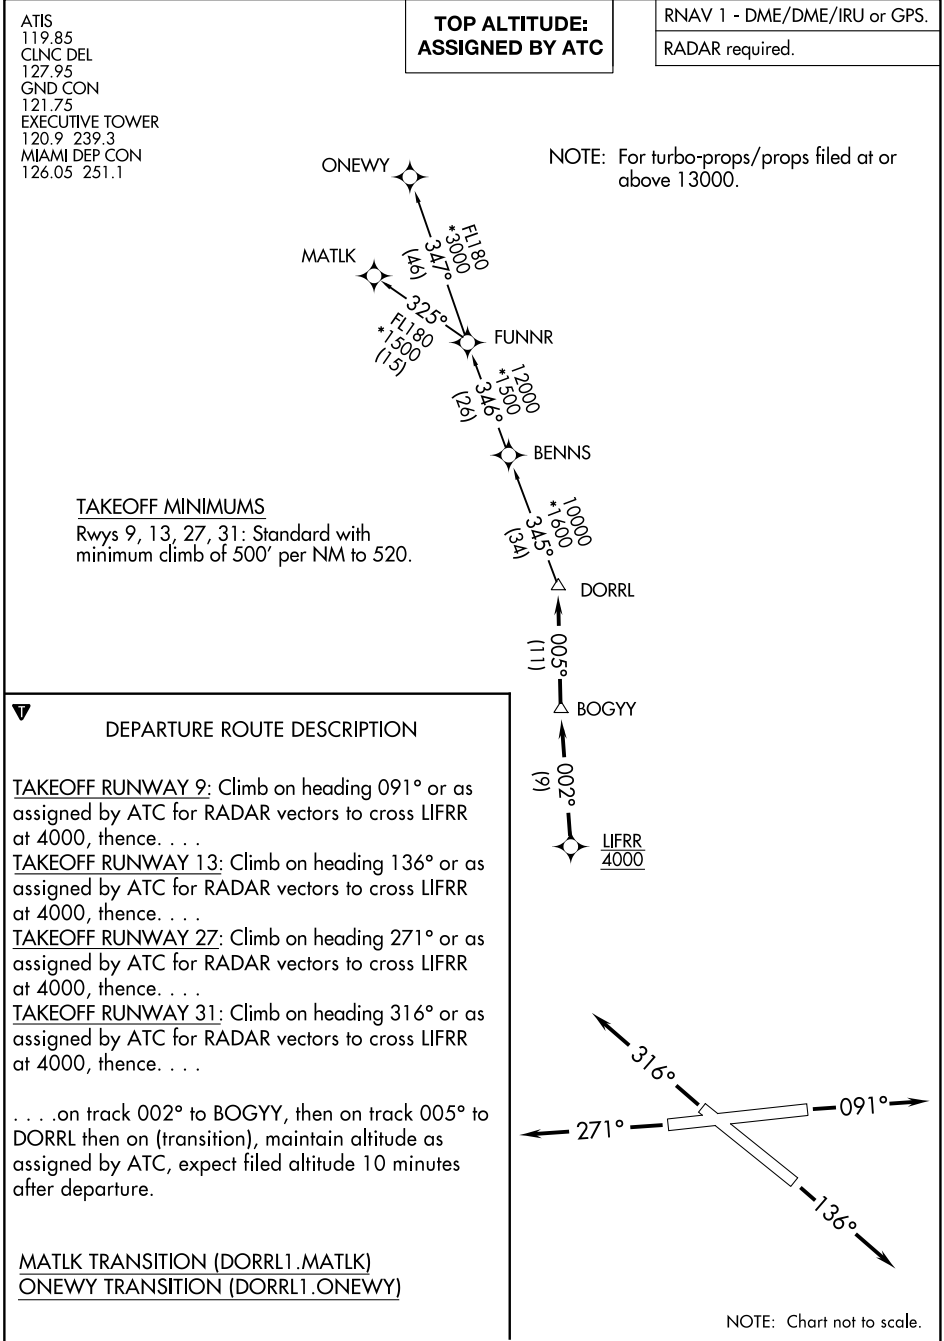 ATIS
119.85
CLNC DEL
127.95
GND CON
121.75
EXECUTIVE TOWER
120.9 239.3
MIAMI DEP CON
126.05 251.1
TOP ALTITUDE:
ASSIGNED BY ATC
RNAV 1 - DME/DME/IRU or GPS.
RADAR required.
NOTE: For turbo-props/props filed at or
above 13000.
ONEWY
FL180
*3000
347°
(46)
MATLK
325°
FL180
*1500
(15)
FUNNR
12000
*1500
346°
(26)
BENNS
10000
*1600
345°
(34)
TAKEOFF MINIMUMS
Rwys 9, 13, 27, 31: Standard with
minimum climb of 500' per NM to 520.
DORRL
005°
(11)
BOGYY
002°
(9)
LIFRR
4000
T
DEPARTURE ROUTE DESCRIPTION
TAKEOFF RUNWAY 9: Climb on heading 091° or as
assigned by ATC for RADAR vectors to cross LIFRR
at 4000, thence. . . .
TAKEOFF RUNWAY 13: Climb on heading 136° or as
assigned by ATC for RADAR vectors to cross LIFRR
at 4000, thence. . . .
TAKEOFF RUNWAY 27: Climb on heading 271° or as
assigned by ATC for RADAR vectors to cross LIFRR
at 4000, thence. . . .
TAKEOFF RUNWAY 31: Climb on heading 316° or as
assigned by ATC for RADAR vectors to cross LIFRR
at 4000, thence. . . .
. . . .on track 002° to BOGYY, then on track 005° to
DORRL then on (transition), maintain altitude as
assigned by ATC, expect filed altitude 10 minutes
after departure.
MATLK TRANSITION (DORRL1.MATLK)
ONEWY TRANSITION (DORRL1.ONEWY)
316°
091°
271°
136°
NOTE: Chart not to scale.